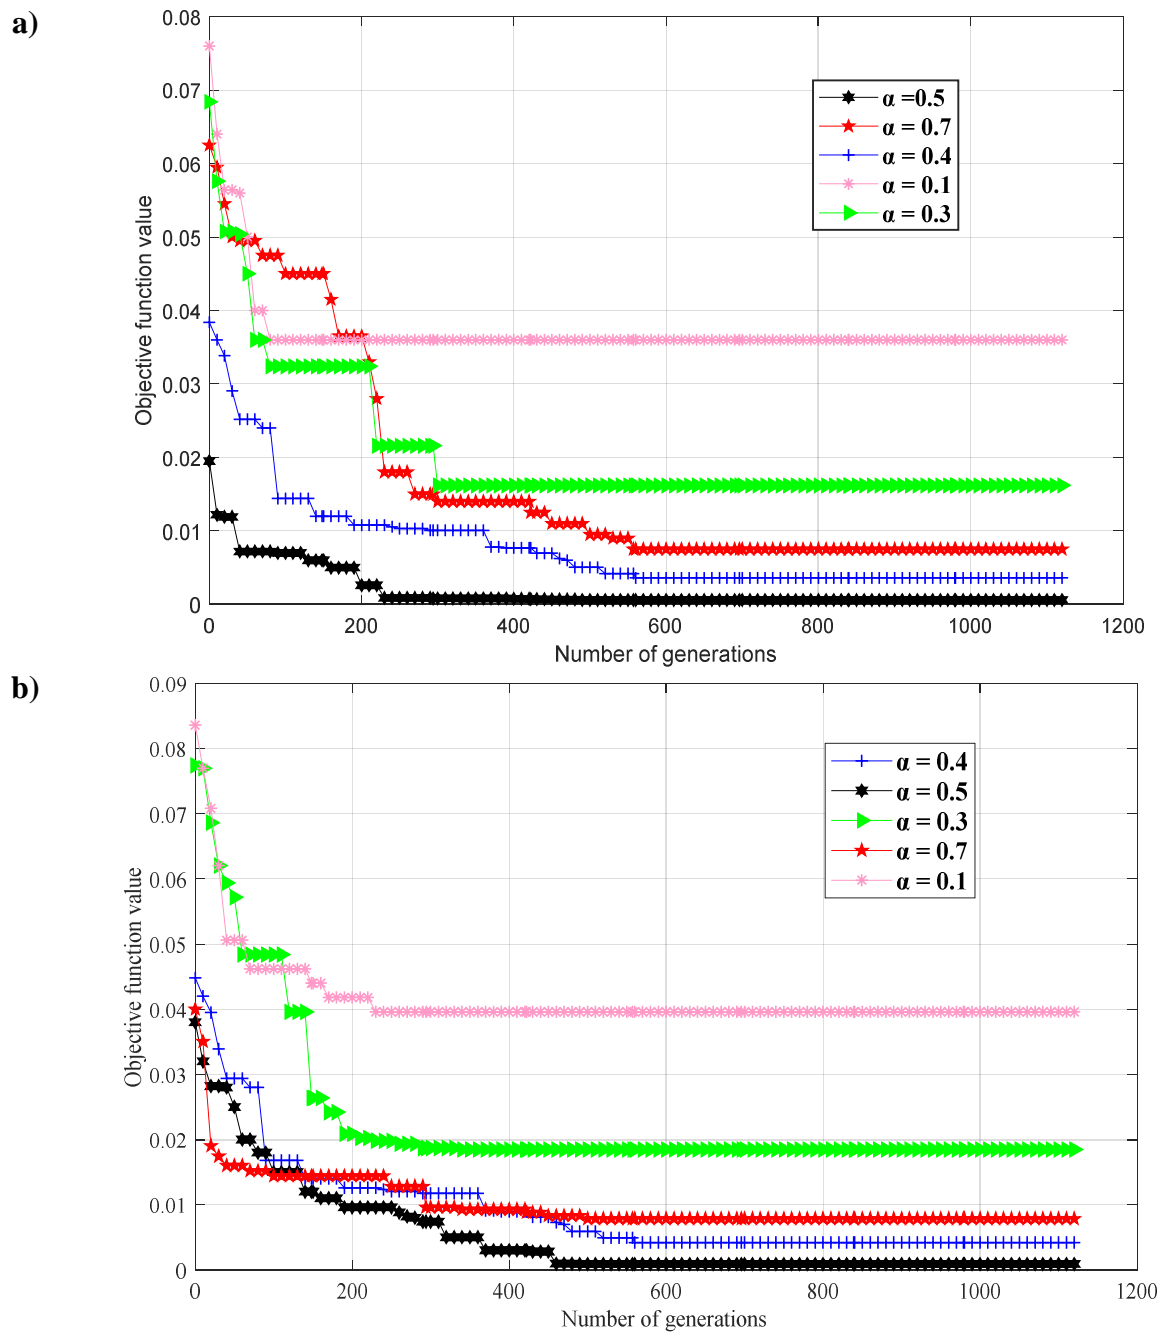 a)
0.08
0.07
0.06
0.05
0.04
0.03
0.02
0.01
0
Objective function value
α =0.5
α = 0.7
α = 0.4
α = 0.1
α = 0.3
0 200 400 600 800 1000 1200
Number of generations
b)
0.09
0.08
0.07
0.06
0.05
0.04
0.03
0.02
0.01
0
Objective function value
α = 0.4
α = 0.5
α = 0.3
α = 0.7
α = 0.1
0 200 400 600 800 1000 1200
Number of generations